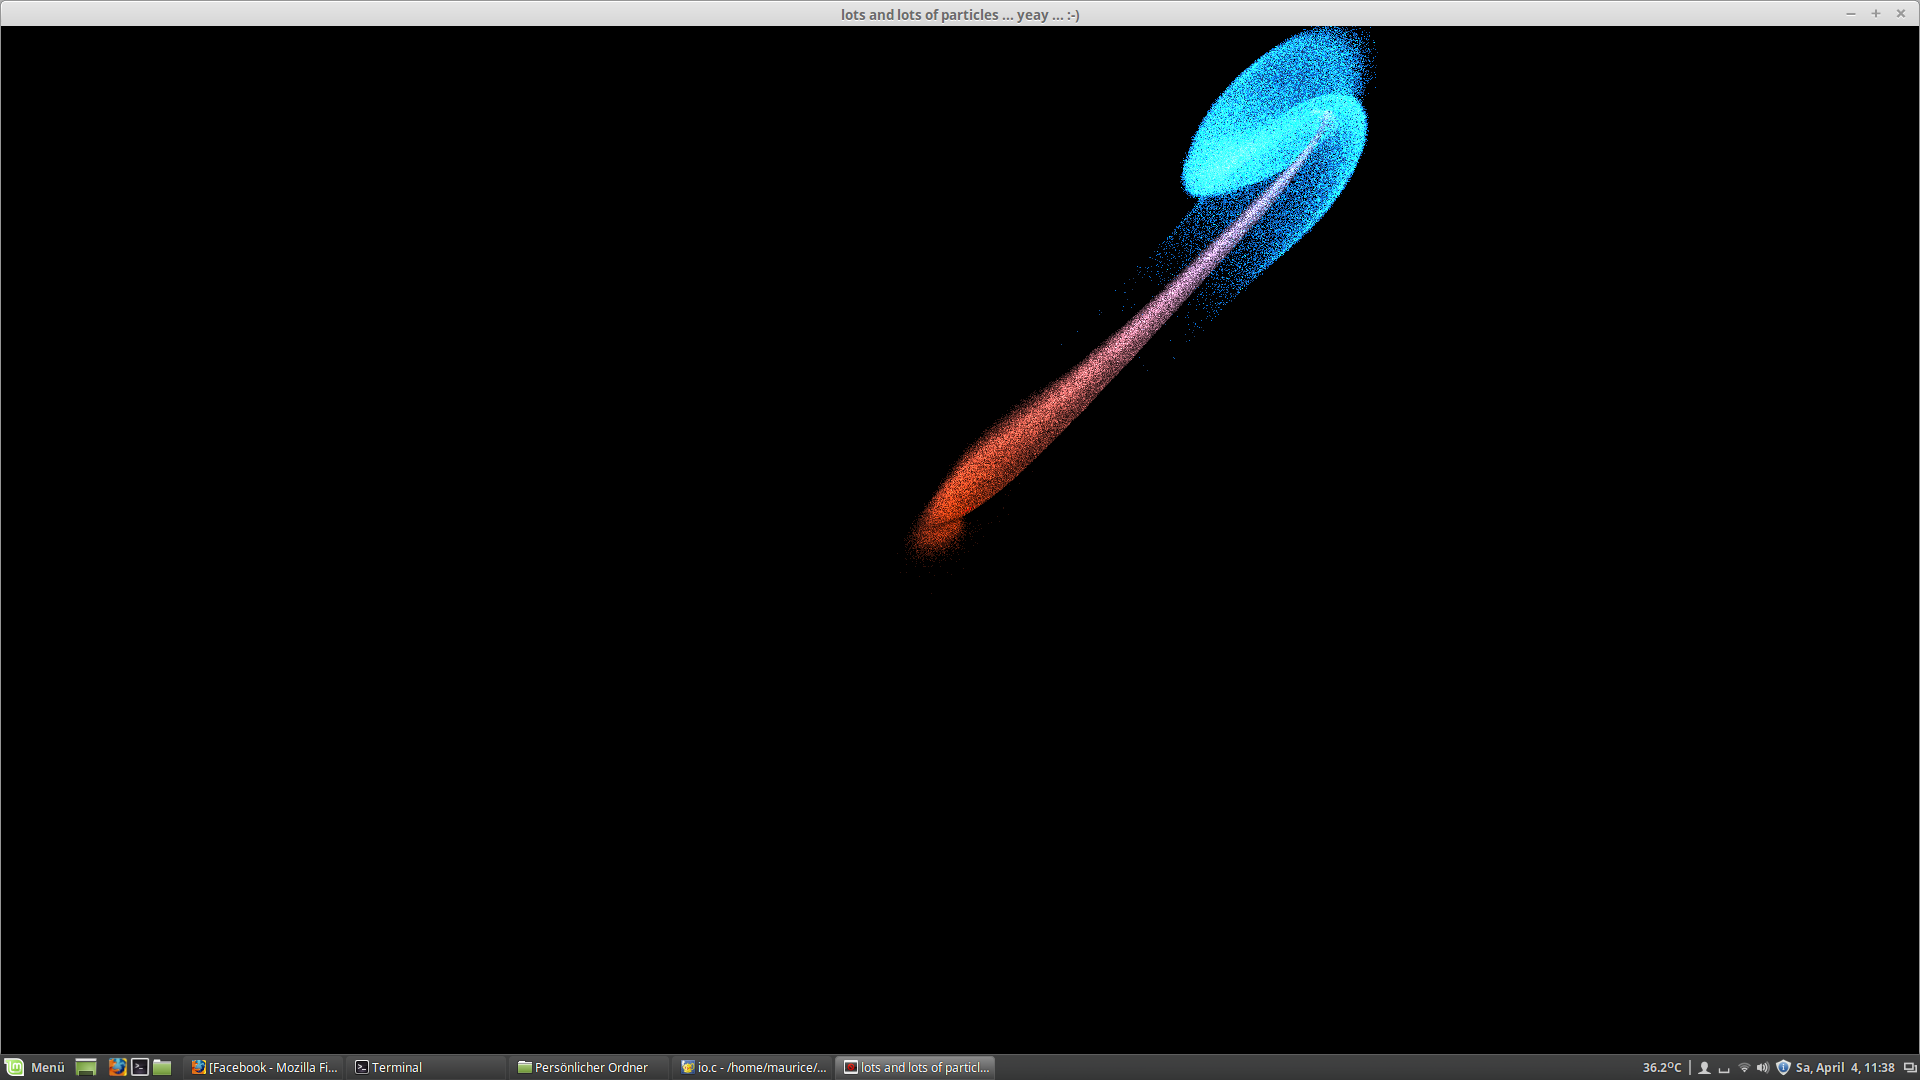 lots and lots of particles ... yeay ... :-)
Menü
[Facebook - Mozilla Fi...
Terminal
Persönlicher Ordner
io.c - /home/maurice/...
lots and lots of particl...
36.2°C
Sa, April 4, 11:38